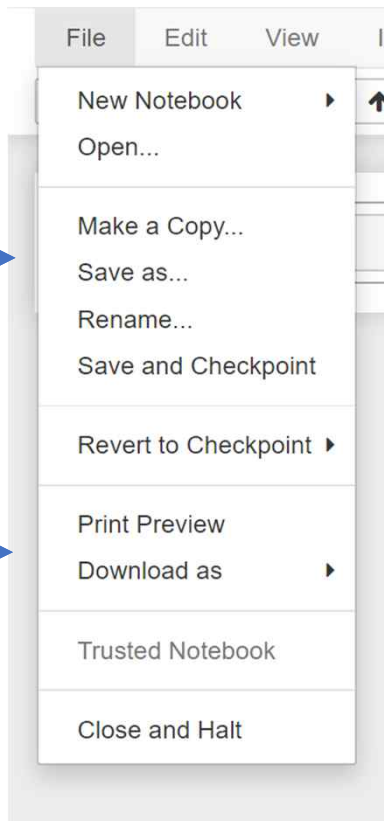 File Edit View
New Notebook
Open...
Make a Copy...
Save as...
Rename...
Save and Checkpoint
Revert to Checkpoint
Print Preview
Download as
Trusted Notebook
Close and Halt